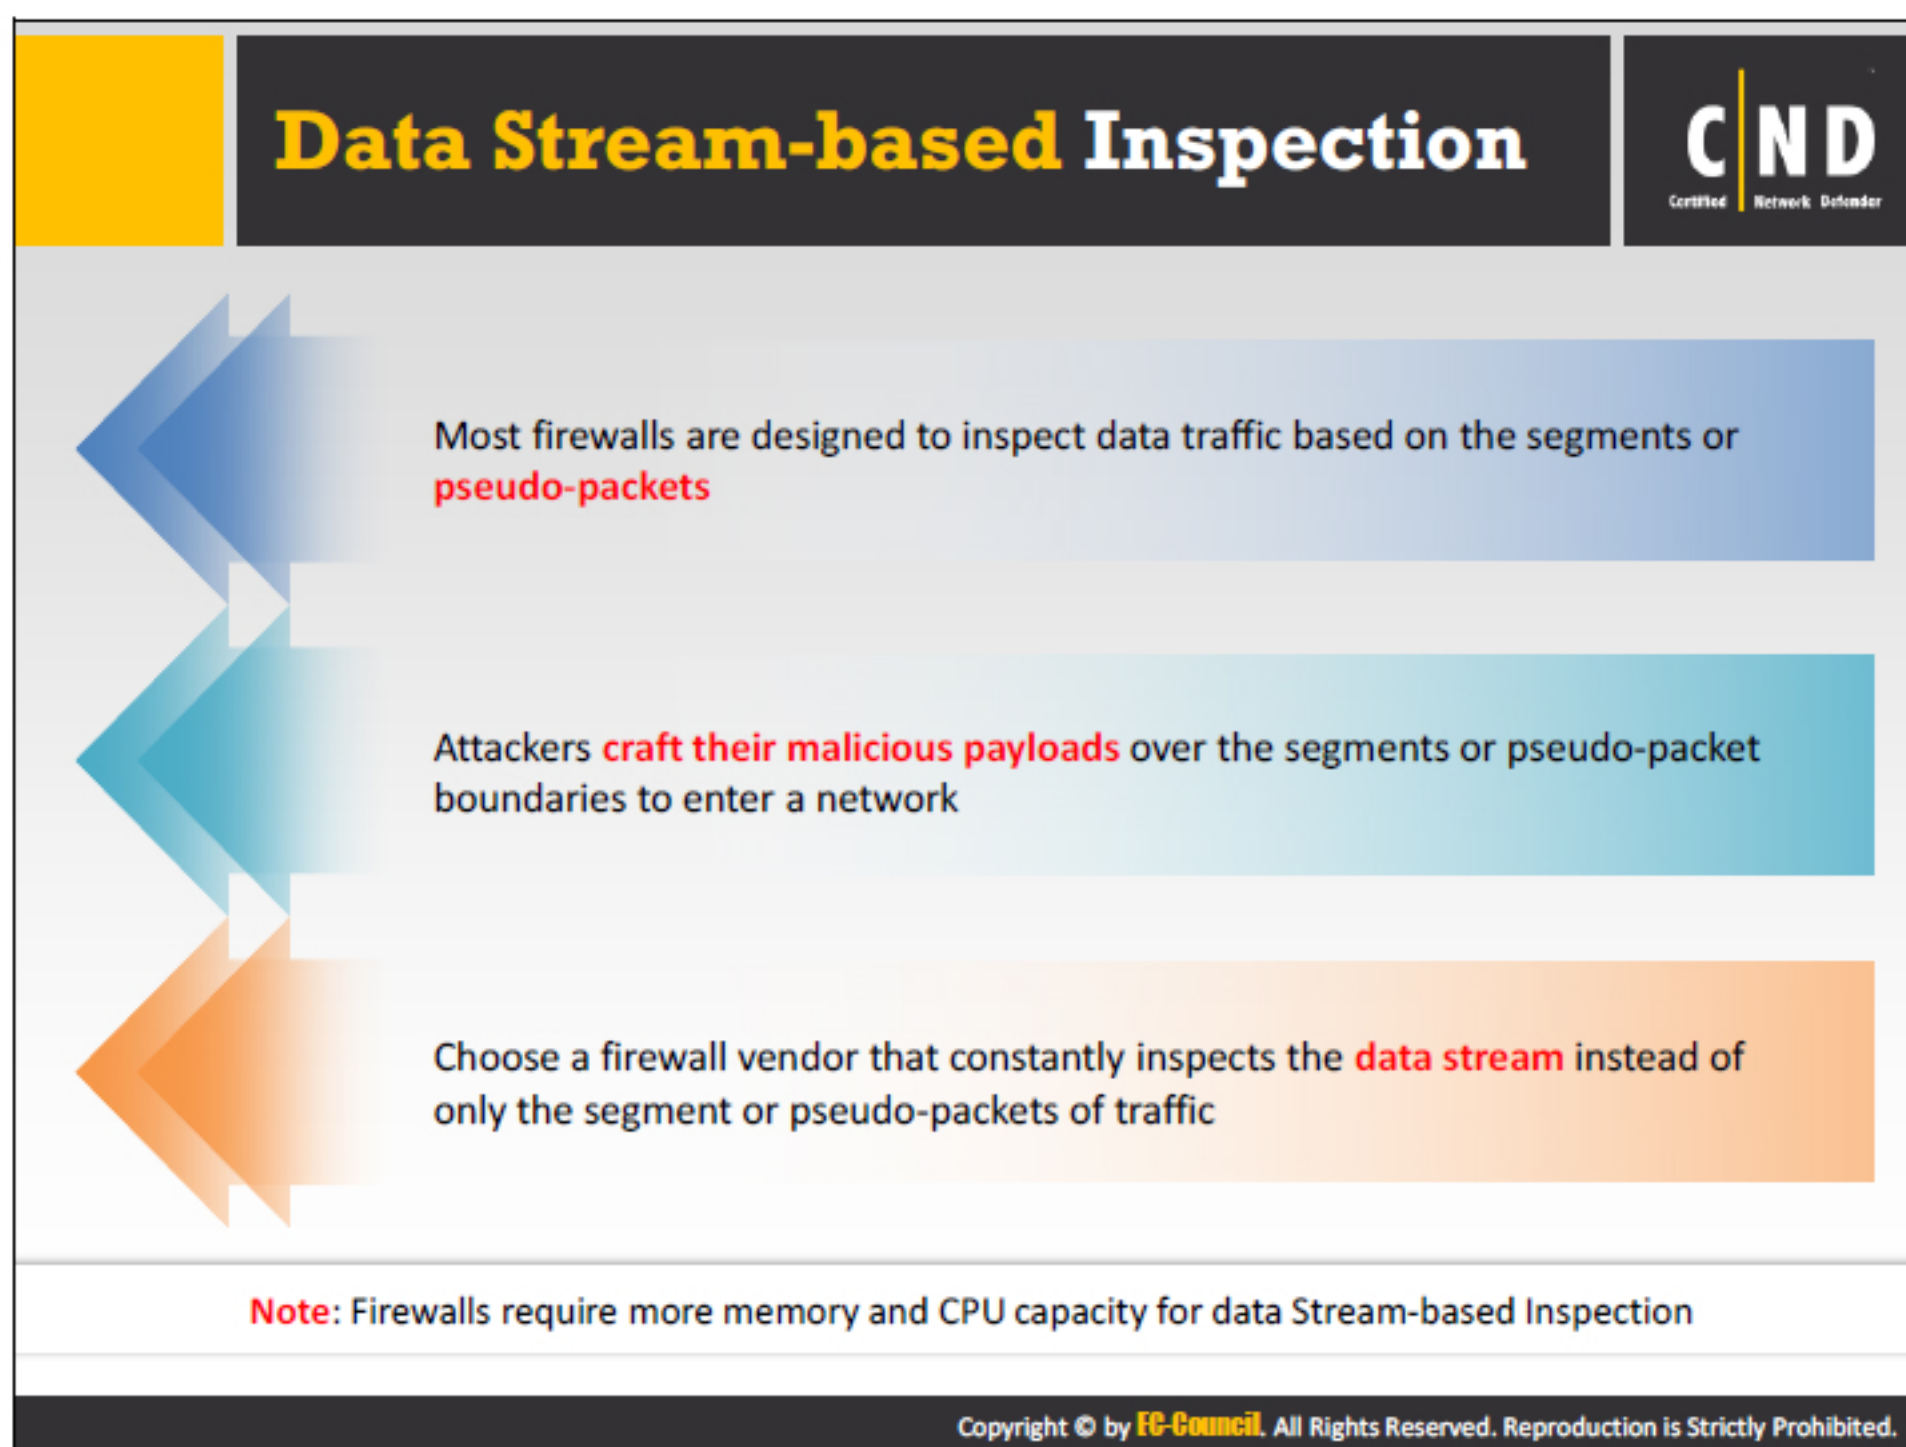 Data Stream-based Inspection
C|ND
Certified Network Defender
Most firewalls are designed to inspect data traffic based on the segments or
pseudo-packets
Attackers craft their malicious payloads over the segments or pseudo-packet
boundaries to enter a network
Choose a firewall vendor that constantly inspects the data stream instead of
only the segment or pseudo-packets of traffic
Note: Firewalls require more memory and CPU capacity for data Stream-based Inspection
Copyright © by EC-Council. All Rights Reserved. Reproduction is Strictly Prohibited.